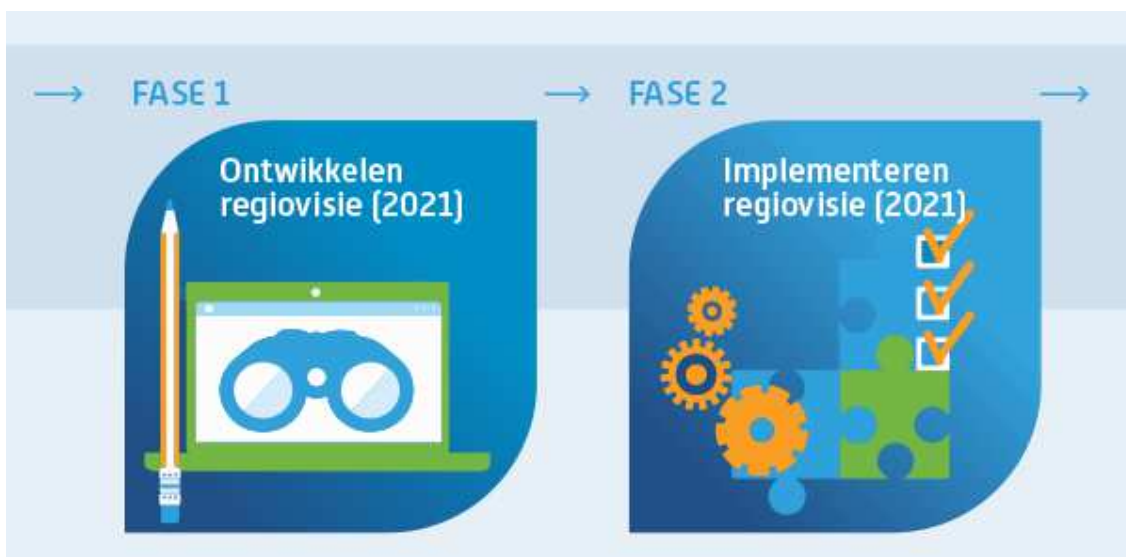 FASE 1
Ontwikkelen
regiovisie (2021)
FASE 2
Implementeren
regiovisie (2021)